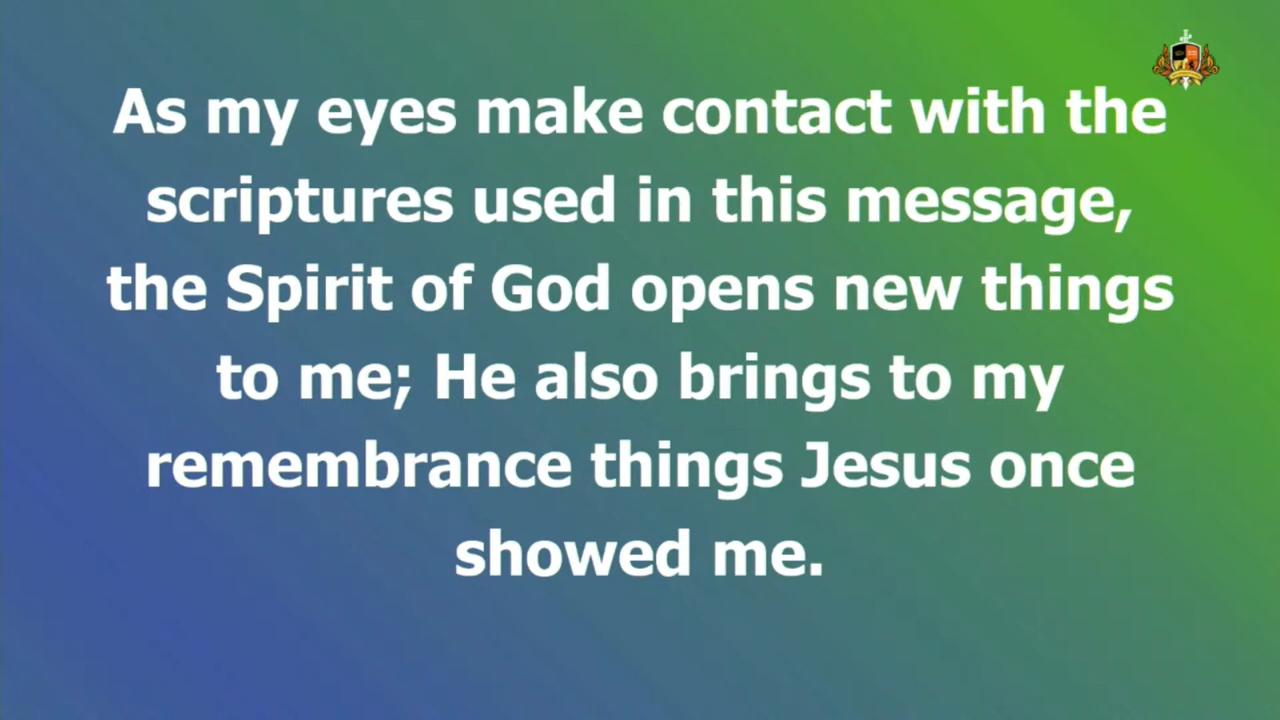 As my eyes make contact with the
scriptures used in this message,
the Spirit of God opens new things
to me; He also brings to my
remembrance things Jesus once
showed me.